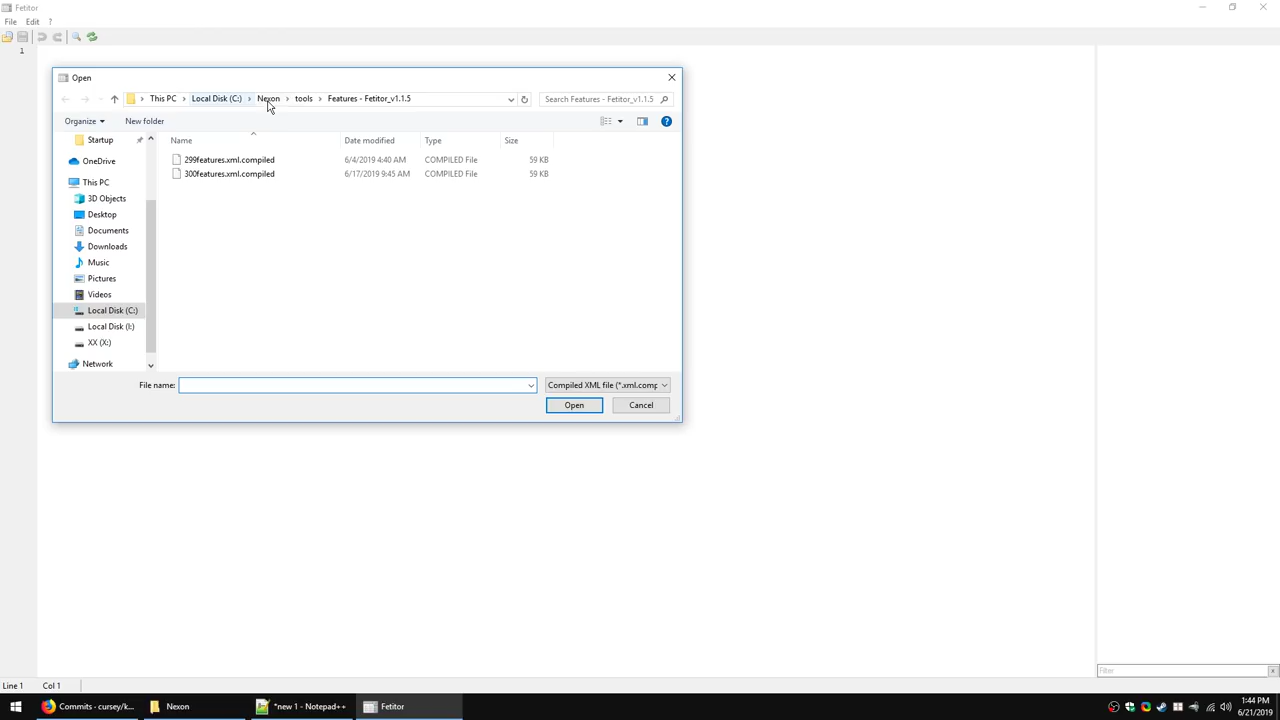 Fetitor
File Edit ?
1
Open
This PC Local Disk (C:) Nexon tools Features - Fetitor_v1.1.5 Search Features - Fetitor_v1.1.5
Organize New folder
Name Date modified Type Size
Startup
OneDrive
This PC
3D Objects
Desktop
Documents
Downloads
Music
Pictures
Videos
Local Disk (C:)
Local Disk (I:)
XX (X:)
Network
299features.xml.compiled 6/4/2019 4:40 AM COMPILED File 59 KB
300features.xml.compiled 6/17/2019 9:45 AM COMPILED File 59 KB
File name: Compiled XML file (*.xml.comp
Open Cancel
Filter
Line 1 Col 1
Commits - cursey/k... Nexon *new 1 - Notepad++ Fetitor
1:44 PM
6/21/2019